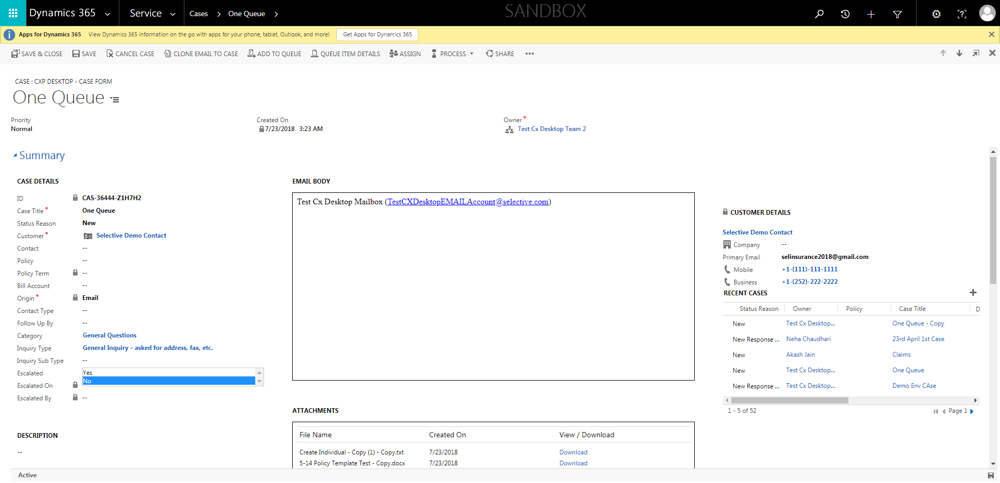 Dynamics 365 Service Cases One Queue SANDBOX
Apps for Dynamics 365 View Dynamics 365 information on the go with apps for your phone, tablet, Outlook, and more! Get Apps for Dynamics 365
SAVE & CLOSE SAVE CANCEL CASE CLONE EMAIL TO CASE ADD TO QUEUE QUEUE ITEM DETAILS ASSIGN PROCESS SHARE
CASE : CXP DESKTOP - CASE FORM
One Queue
Priority
Normal
Created On
7/23/2018 3:23 AM
Owner*
Test Cx Desktop Team 2
Summary
CASE DETAILS
ID CAS-36444-Z1H7H2
Case Title* One Queue
Status Reason New
Customer* Selective Demo Contact
Contact --
Policy --
Policy Term --
Bill Account --
Origin* Email
Contact Type --
Follow Up By --
Category General Questions
Inquiry Type General Inquiry – asked for address, fax, etc.
Inquiry Sub Type --
Escalated Yes
No
Escalated On
Escalated By --
DESCRIPTION
--
EMAIL BODY
Test Cx Desktop Mailbox (TestCXDesktopEMAILAccount@selective.com)
ATTACHMENTS
File Name Created On View / Download
Create Individual - Copy (1) - Copy.txt 7/23/2018 Download
5-14 Policy Template Test - Copy.docx 7/23/2018 Download
CUSTOMER DETAILS
Selective Demo Contact
Company --
Primary Email selinsurance2018@gmail.com
Mobile +1-(111)-111-1111
Business +1-(252)-222-2222
RECENT CASES
Status Reason Owner Policy Case Title D
New Test Cx Desktop... One Queue - Copy
New Response ... Neha Chaudhari 23rd April 1st Case
New Akash Jain Claims
New Test Cx Desktop... One Queue
New Response ... Test Cx Desktop... Demo Env CAse
1 - 5 of 52 Page 1
Active